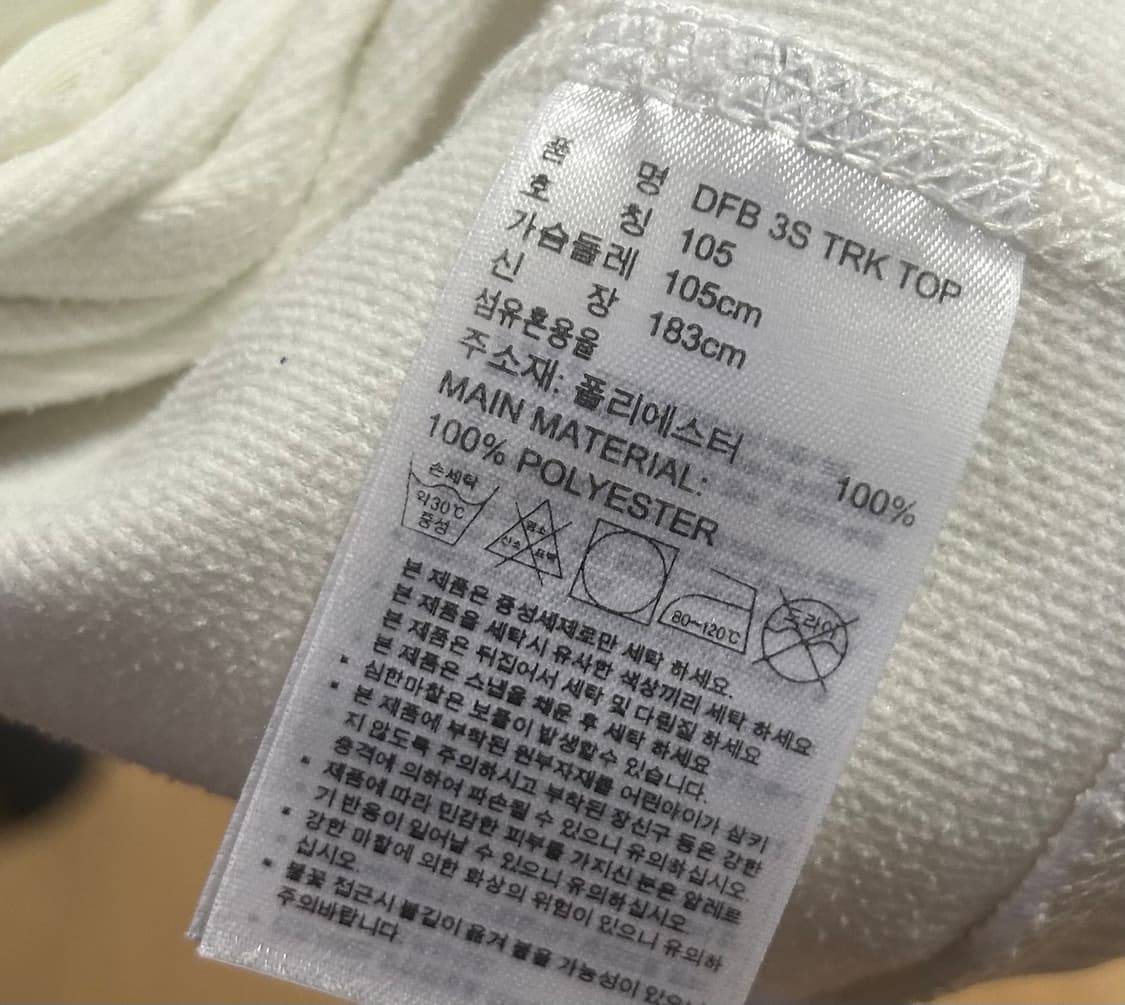 품 명 DFB 3S TRK TOP
호 칭 105
가슴둘레 105cm
신 장 183cm
섬유혼용율
주소재: 폴리에스터 100%
MAIN MATERIAL:
100% POLYESTER
손세탁
약30℃
중성
염소
산소 표백
80~120℃
드라이
본 제품은 중성세제로만 세탁 하세요.
본 제품을 세탁시 유사한 색상끼리 세탁 하세요
본 제품은 뒤집어서 세탁 및 다림질 하세요
본 제품은 스냅을 채운 후 세탁 하세요
심한마찰은 보풀이 발생할수 있습니다.
본 제품에 부착된 원부자재를 어린아이가 삼키
지 않도록 주의하시고 부착된 장신구 등은 강한
충격에 의하여 파손될 수 있으니 유의하십시오.
제품에 따라 민감한 피부를 가지신 분은 알레르
기 반응이 일어날 수 있으니 유의하십시오.
강한 마찰에 의한 화상의 위험이 있으니 유의하
십시오.
불꽃 접근시 불길이 옮겨 붙을 가능성이 있으니
주의바랍니다.